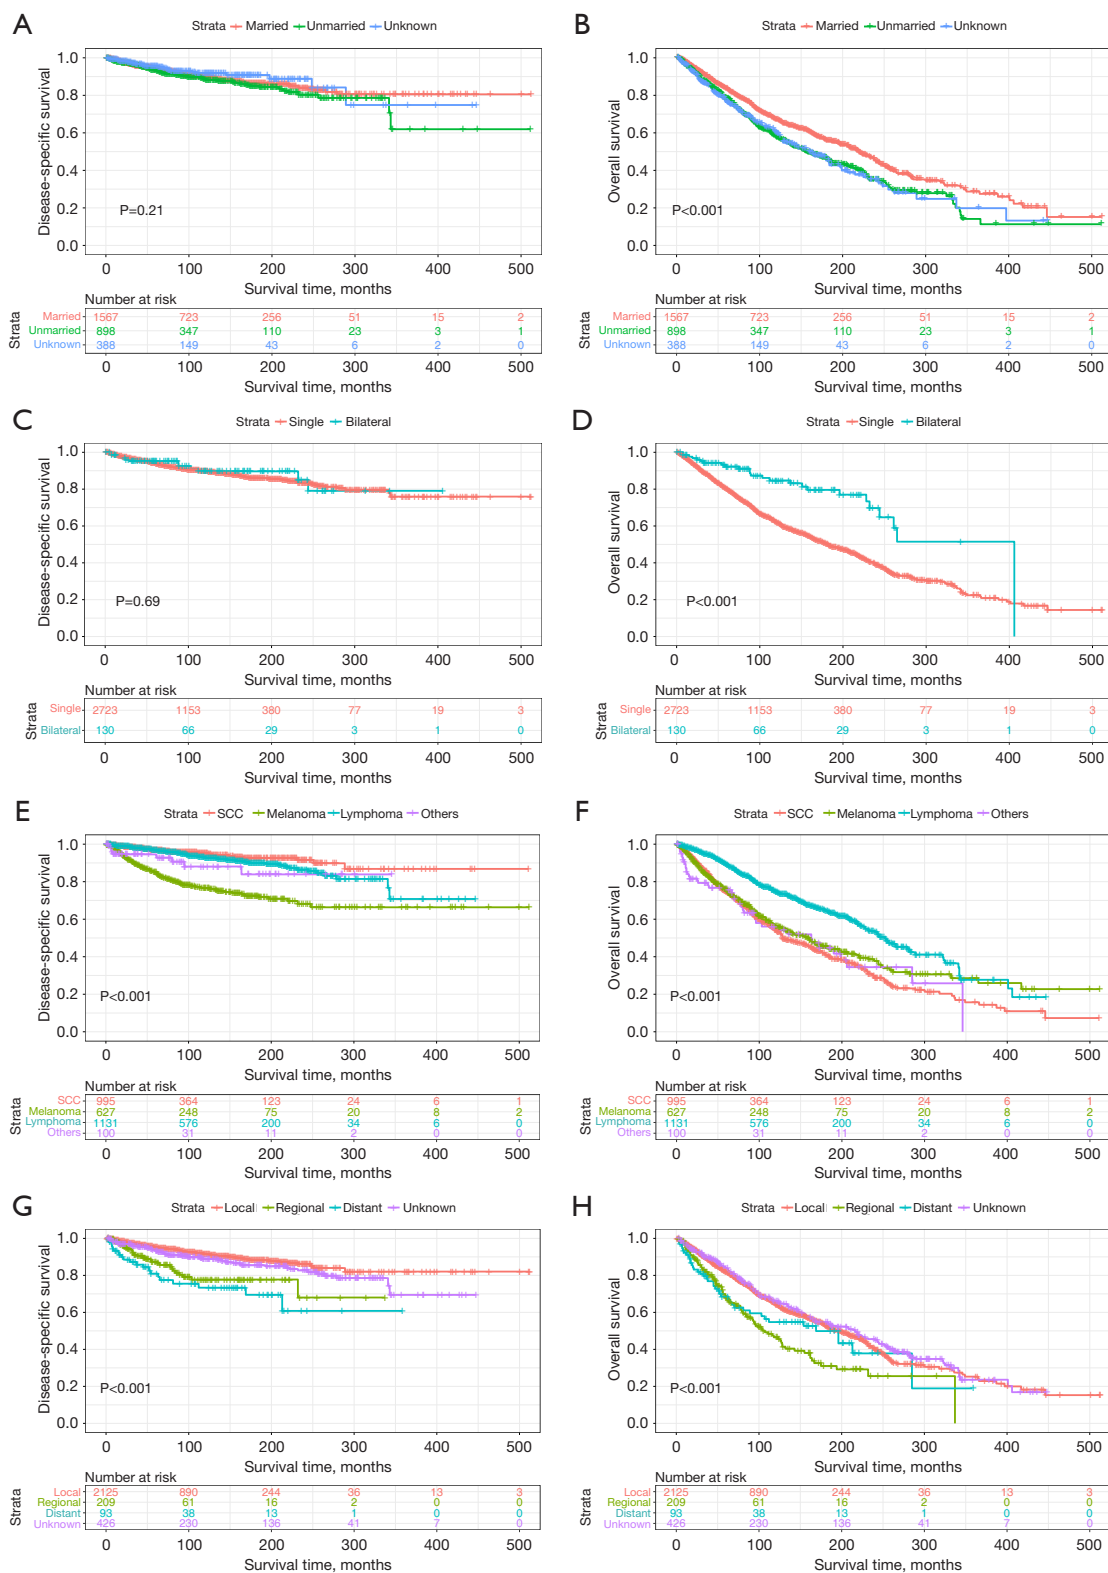 A
Strata Married Unmarried Unknown
Disease-specific survival
1.0
0.8
0.6
0.4
0.2
0.0
P=0.21
0 100 200 300 400 500
Survival time, months
Number at risk
Strata
Married 1567 723 256 51 15 2
Unmarried 898 347 110 23 3 1
Unknown 388 149 43 6 2 0
0 100 200 300 400 500
Survival time, months
B
Strata Married Unmarried Unknown
Overall survival
1.0
0.8
0.6
0.4
0.2
0.0
P<0.001
0 100 200 300 400 500
Survival time, months
Number at risk
Strata
Married 1567 723 256 51 15 2
Unmarried 898 347 110 23 3 1
Unknown 388 149 43 6 2 0
0 100 200 300 400 500
Survival time, months
C
Strata Single Bilateral
Disease-specific survival
1.0
0.8
0.6
0.4
0.2
0.0
P=0.69
0 100 200 300 400 500
Survival time, months
Number at risk
Strata
Single 2723 1153 380 77 19 3
Bilateral 130 66 29 3 1 0
0 100 200 300 400 500
Survival time, months
D
Strata Single Bilateral
Overall survival
1.0
0.8
0.6
0.4
0.2
0.0
P<0.001
0 100 200 300 400 500
Survival time, months
Number at risk
Strata
Single 2723 1153 380 77 19 3
Bilateral 130 66 29 3 1 0
0 100 200 300 400 500
Survival time, months
E
Strata SCC Melanoma Lymphoma Others
Disease-specific survival
1.0
0.8
0.6
0.4
0.2
0.0
P<0.001
0 100 200 300 400 500
Survival time, months
Number at risk
Strata
SCC 995 364 123 24 6 1
Melanoma 627 248 75 20 8 2
Lymphoma 1131 576 200 34 6 0
Others 100 31 11 2 0 0
0 100 200 300 400 500
Survival time, months
F
Strata SCC Melanoma Lymphoma Others
Overall survival
1.0
0.8
0.6
0.4
0.2
0.0
P<0.001
0 100 200 300 400 500
Survival time, months
Number at risk
Strata
SCC 995 364 123 24 6 1
Melanoma 627 248 75 20 8 2
Lymphoma 1131 576 200 34 6 0
Others 100 31 11 2 0 0
0 100 200 300 400 500
Survival time, months
G
Strata Local Regional Distant Unknown
Disease-specific survival
1.0
0.8
0.6
0.4
0.2
0.0
P<0.001
0 100 200 300 400 500
Survival time, months
Number at risk
Strata
Local 2125 890 244 36 13 3
Regional 209 61 16 2 0 0
Distant 93 38 13 1 0 0
Unknown 426 230 136 41 7 0
0 100 200 300 400 500
Survival time, months
H
Strata Local Regional Distant Unknown
Overall survival
1.0
0.8
0.6
0.4
0.2
0.0
P<0.001
0 100 200 300 400 500
Survival time, months
Number at risk
Strata
Local 2125 890 244 36 13 3
Regional 209 61 16 2 0 0
Distant 93 38 13 1 0 0
Unknown 426 230 136 41 7 0
0 100 200 300 400 500
Survival time, months